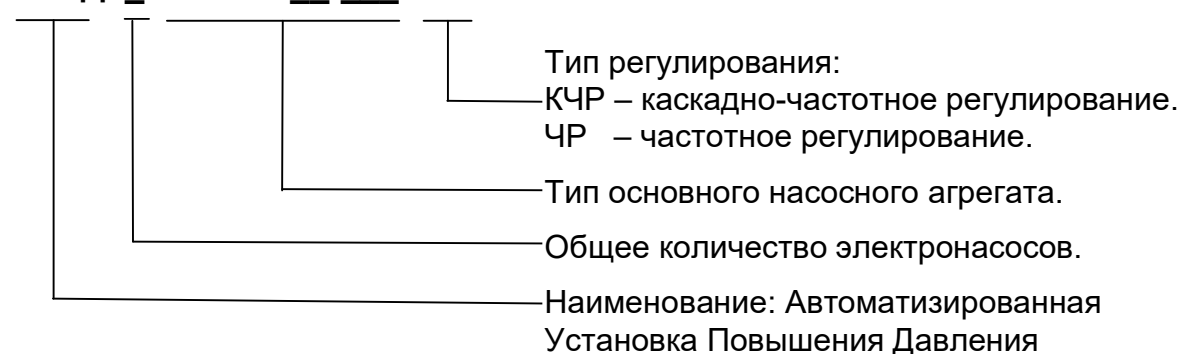 Тип регулирования:
КЧР – каскадно-частотное регулирование.
ЧР – частотное регулирование.
Тип основного насосного агрегата.
Общее количество электронасосов.
Наименование: Автоматизированная
Установка Повышения Давления